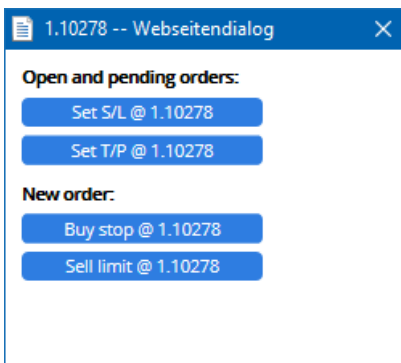 1.10278 -- Webseitendialog
Open and pending orders:
Set S/L @ 1.10278
Set T/P @ 1.10278
New order:
Buy stop @ 1.10278
Sell limit @ 1.10278